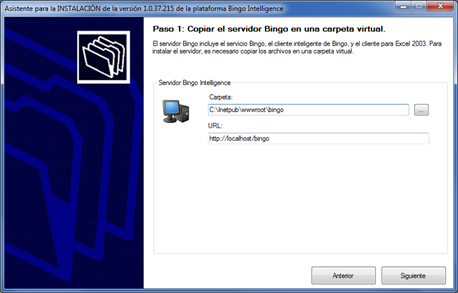 Asistente para la INSTALACIÓN de la versión 1.0.37.215 de la plataforma Bingo Intelligence
Paso 1: Copiar el servidor Bingo en una carpeta virtual.
El servidor Bingo incluye el servicio Bingo, el cliente inteligente de Bingo, y el cliente para Excel 2003. Para
instalar el servidor, es necesario copiar los archivos en una carpeta virtual.
Servidor Bingo Intelligence
Carpeta:
C:\Inetpub\wwwroot\bingo
...
URL:
http://localhost/bingo
Anterior
Siguiente